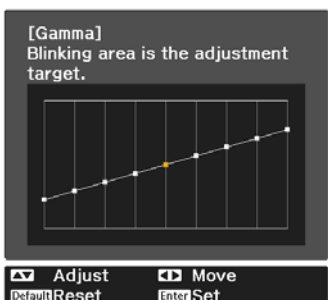 [Gamma]
Blinking area is the adjustment
target.
Adjust Move
Default Reset Enter Set